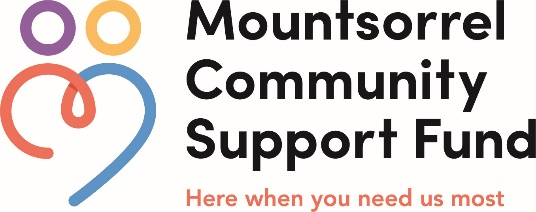 Mountsorrel
Community
Support Fund
Here when you need us most